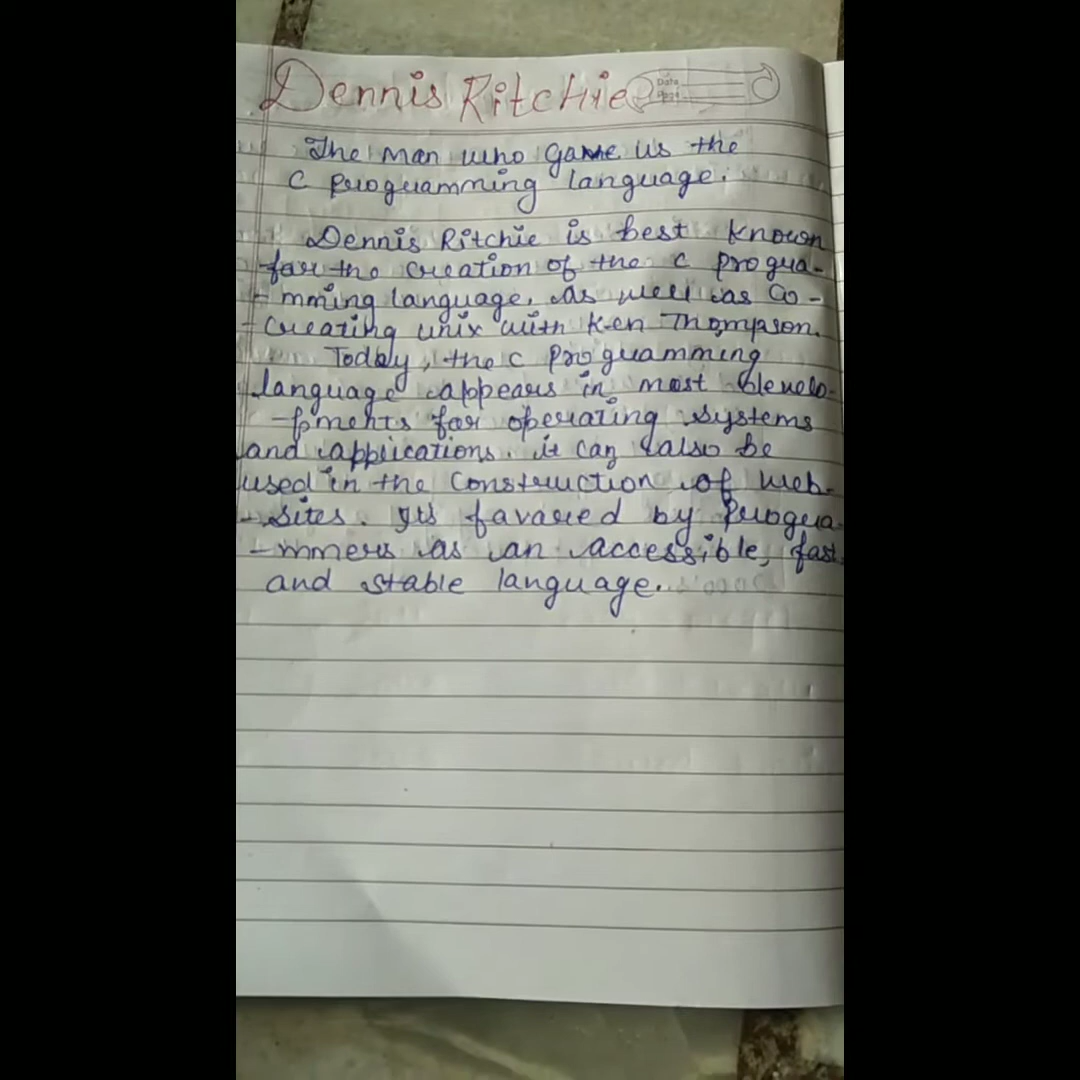 Dennis Ritchie
Date
Page
The man who gave us the
C programming language.
Dennis Ritchie is best known
for the creation of the C progra-
-mming language, as well as Co-
-creating unix with Ken Thompson.
Today, the C programming
language appears in most develo-
-pments for operating systems
and applications. it can also be
used in the construction of web-
-sites. Its favared by progra-
-mmers as an accessible, fast
and stable language.